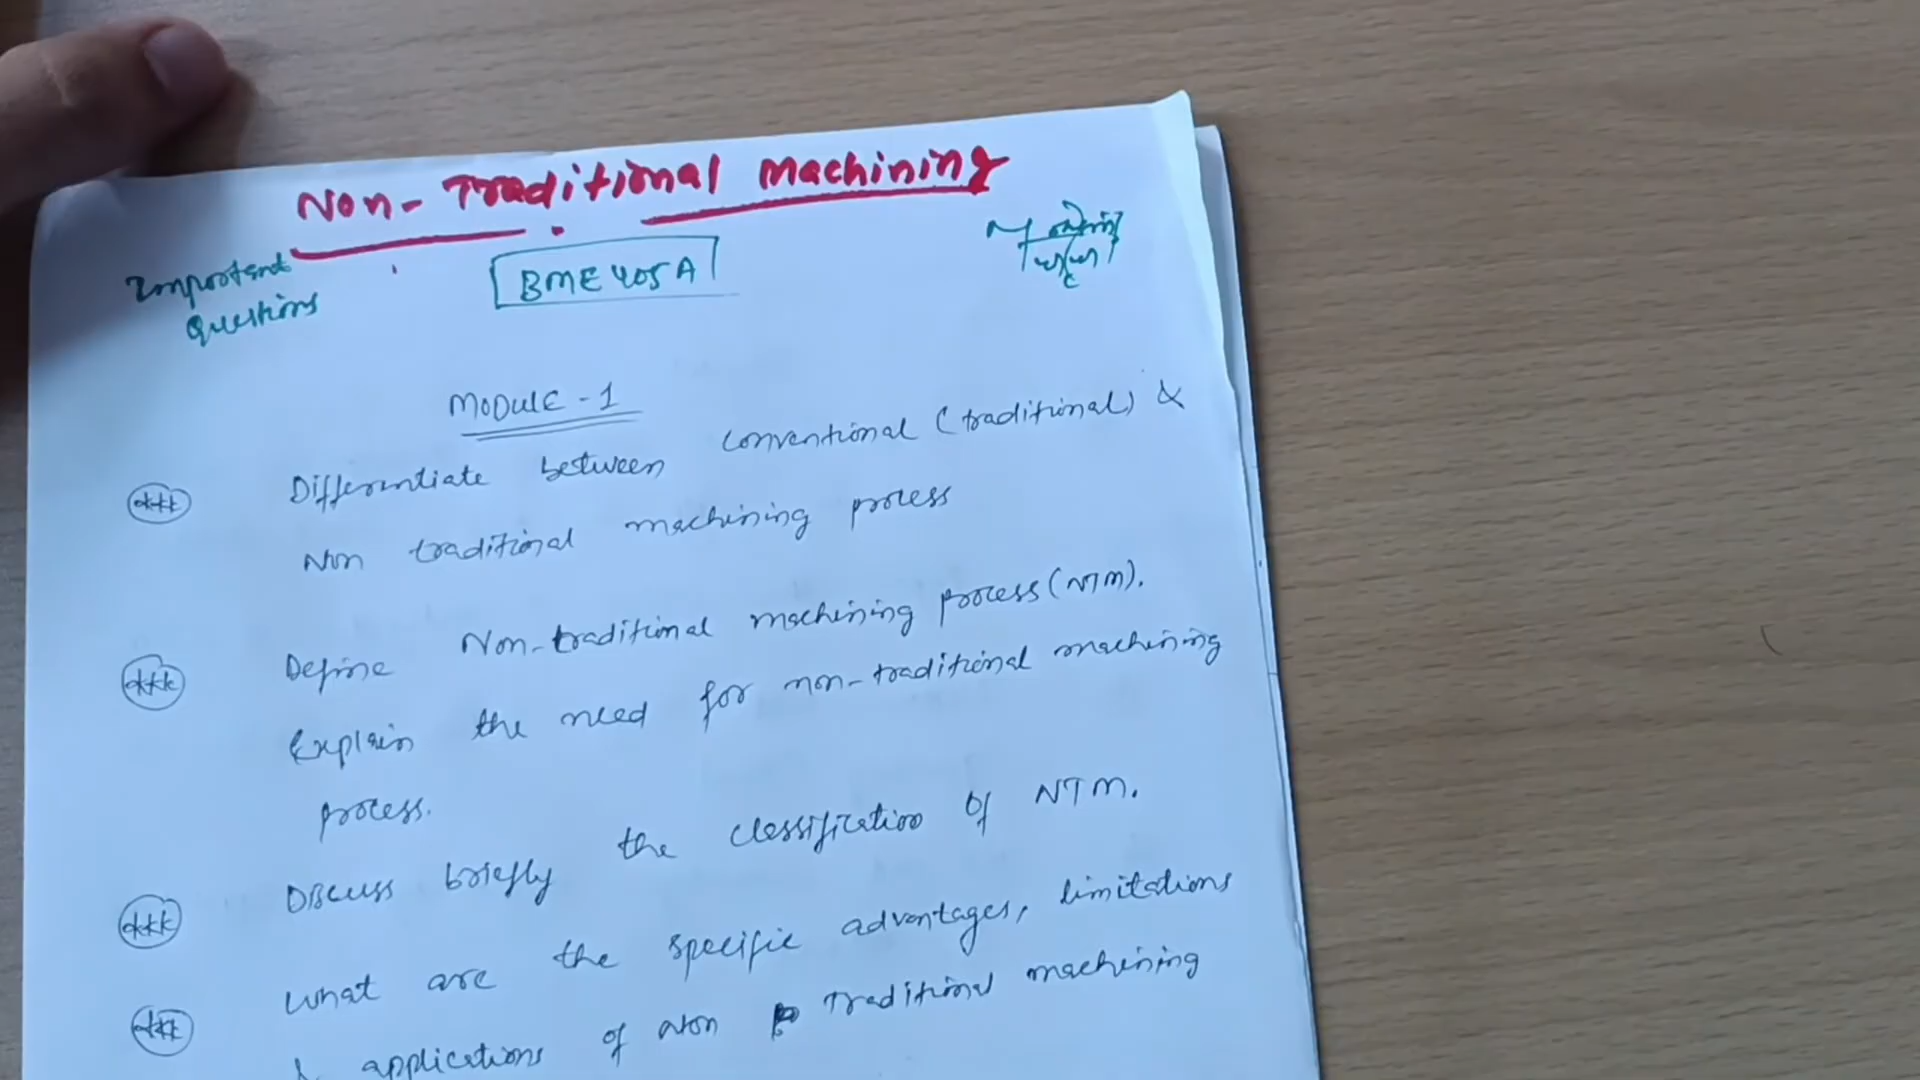 Non-Traditional Machining
Important
Questions
BME405A
MODULE-1
Differentiate between conventional (traditional) &
Non traditional machining process
Define Non-traditional machining process (NTM).
Explain the need for non-traditional machining
process.
Discuss briefly the classification of NTM.
What are the specific advantages, limitations
& applications of Non Traditional machining